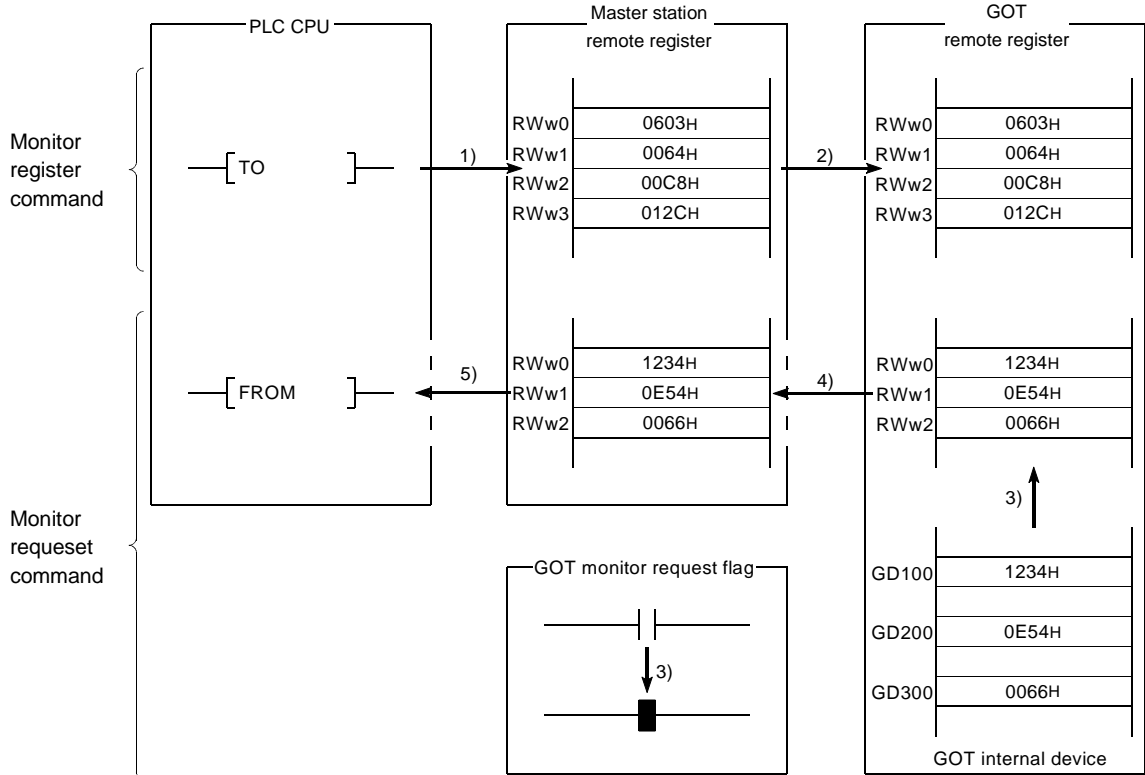 PLC CPU
Master station
remote register
GOT
remote register
Monitor
register
command
TO
1)
RWw0 0603H
RWw1 0064H
RWw2 00C8H
RWw3 012CH
2)
RWw0 0603H
RWw1 0064H
RWw2 00C8H
RWw3 012CH
FROM
5)
RWw0 1234H
RWw1 0E54H
RWw2 0066H
4)
RWw0 1234H
RWw1 0E54H
RWw2 0066H
3)
Monitor
requeset
command
GOT monitor request flag
3)
GD100 1234H
GD200 0E54H
GD300 0066H
GOT internal device